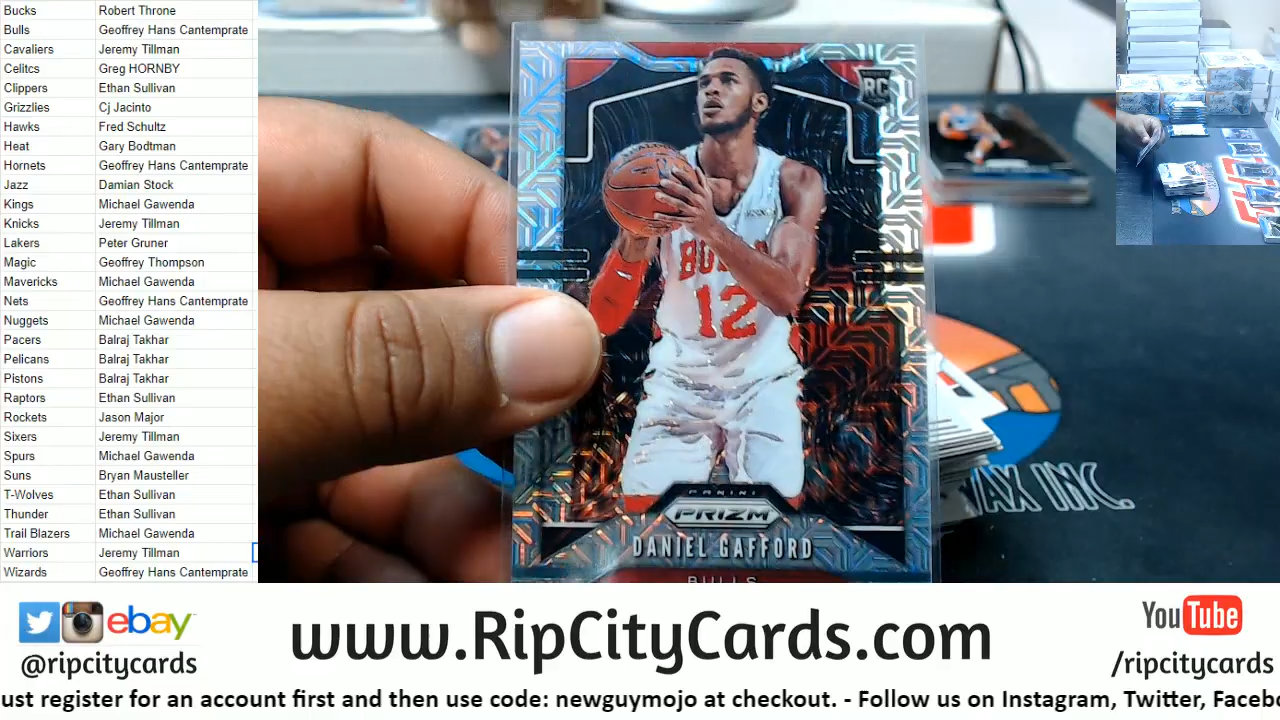 Bucks Robert Throne
Bulls Geoffrey Hans Cantemprate
Cavaliers Jeremy Tillman
Celitcs Greg HORNBY
Clippers Ethan Sullivan
Grizzlies Cj Jacinto
Hawks Fred Schultz
Heat Gary Bodtman
Hornets Geoffrey Hans Cantemprate
Jazz Damian Stock
Kings Michael Gawenda
Knicks Jeremy Tillman
Lakers Peter Gruner
Magic Geoffrey Thompson
Mavericks Michael Gawenda
Nets Geoffrey Hans Cantemprate
Nuggets Michael Gawenda
Pacers Balraj Takhar
Pelicans Balraj Takhar
Pistons Balraj Takhar
Raptors Ethan Sullivan
Rockets Jason Major
Sixers Jeremy Tillman
Spurs Michael Gawenda
Suns Bryan Mausteller
T-Wolves Ethan Sullivan
Thunder Ethan Sullivan
Trail Blazers Michael Gawenda
Warriors Jeremy Tillman
Wizards Geoffrey Hans Cantemprate
RC
BULLS
12
PANINI
PRIZM
DANIEL GAFFORD
BULLS
WAX INC.
ebay
@ripcitycards
www.RipCityCards.com
YouTube
/ripcitycards
ust register for an account first and then use code: newguymojo at checkout. - Follow us on Instagram, Twitter, Facebo